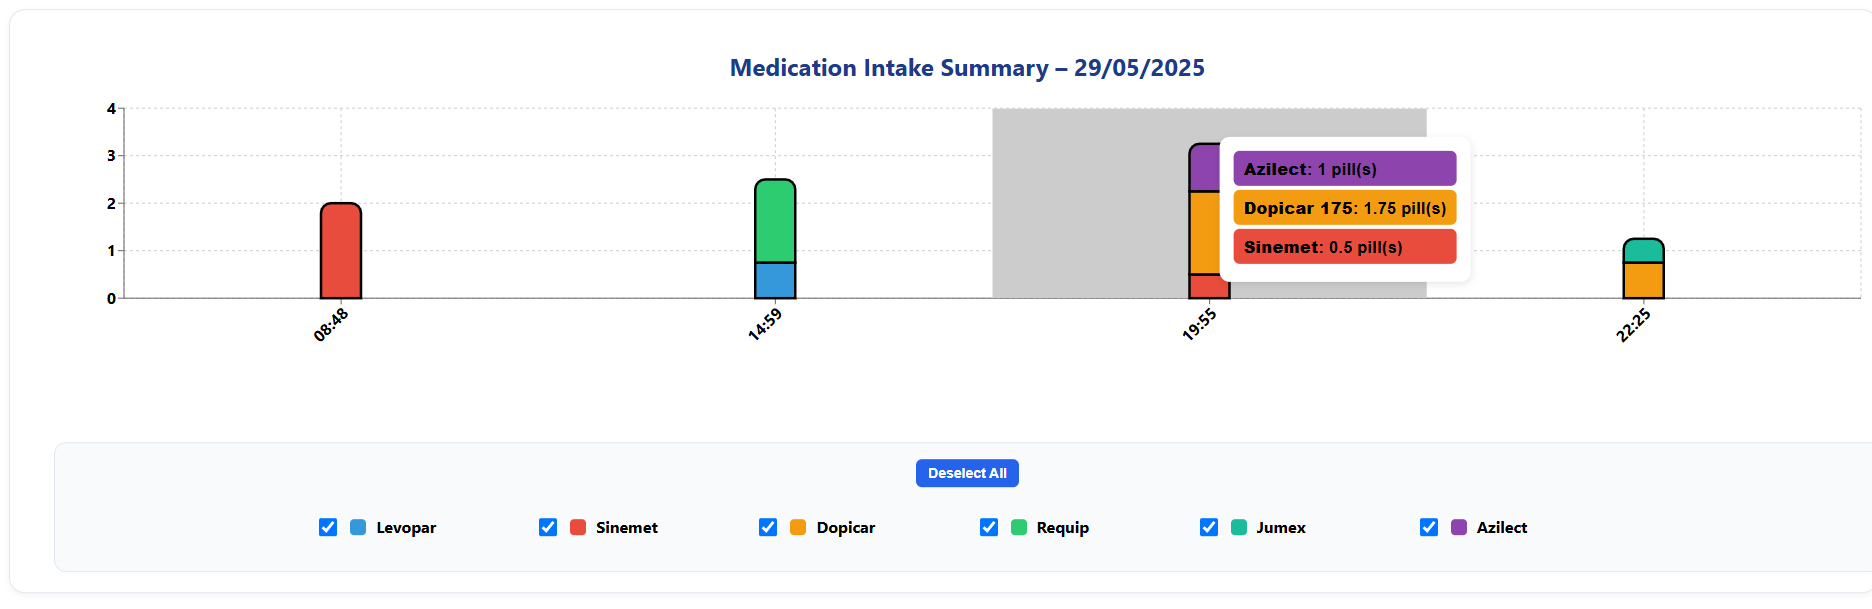 Medication Intake Summary – 29/05/2025
4
3
2
1
0
Azilect: 1 pill(s)
Dopicar 175: 1.75 pill(s)
Sinemet: 0.5 pill(s)
08:48
14:59
19:55
22:25
Deselect All
Levopar
Sinemet
Dopicar
Requip
Jumex
Azilect